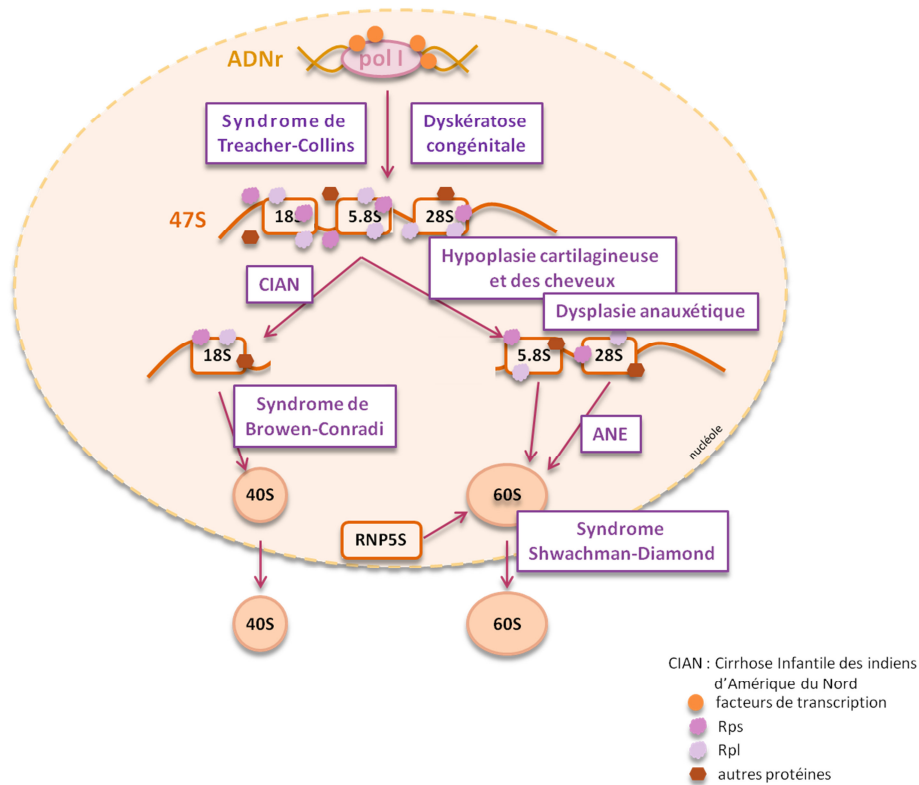 ADNr
pol I
Syndrome de
Treacher-Collins
Dyskératose
congénitale
47S
18S
5.8S
28S
Hypoplasie cartilagineuse
et des cheveux
CIAN
Dysplasie anauxétique
18S
5.8S
28S
Syndrome de
Browen-Conradi
ANE
nucléole
40S
60S
RNP5S
Syndrome
Shwachman-Diamond
40S
60S
CIAN : Cirrhose Infantile des indiens
d'Amérique du Nord
facteurs de transcription
Rps
Rpl
autres protéines